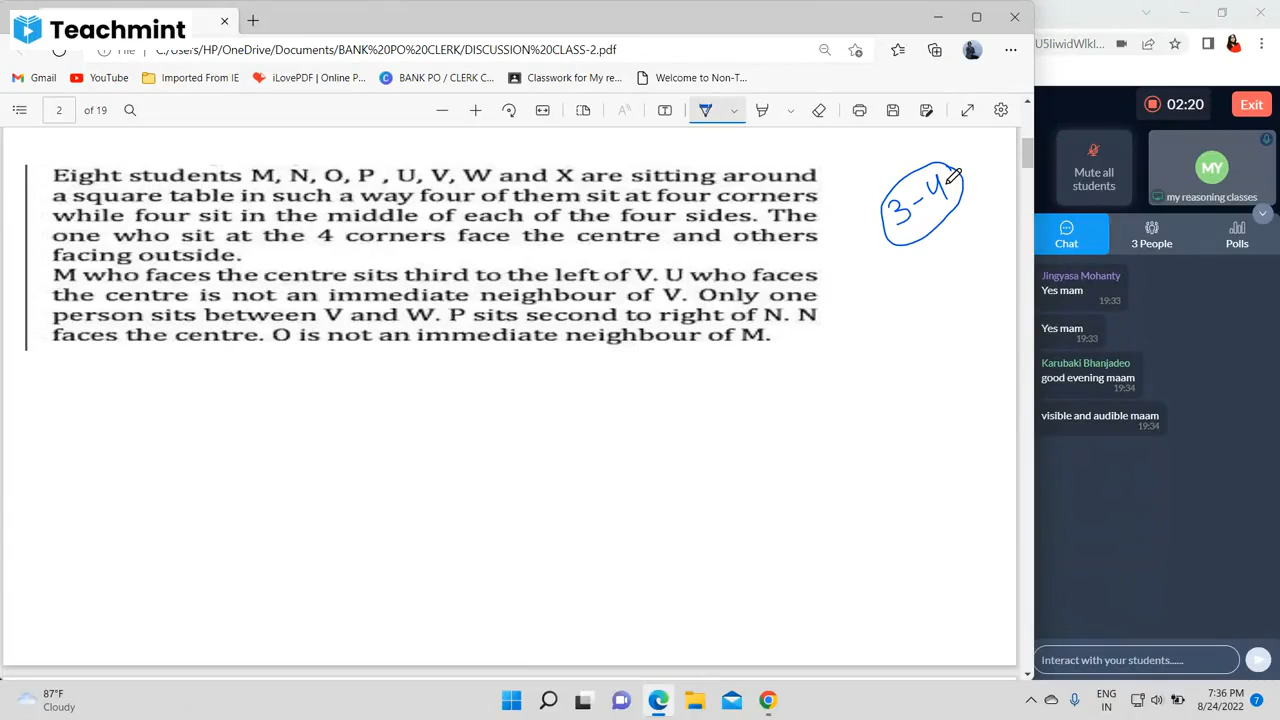 Teachmint
File
C:/Users/HP/OneDrive/Documents/BANK%20PO%20CLERK/DISCUSSION%20CLASS-2.pdf
Gmail
YouTube
Imported From IE
iLovePDF | Online P...
BANK PO / CLERK C...
Classwork for My re...
Welcome to Non-T...
2
of 19
Eight students M, N, O, P , U, V, W and X are sitting around
a square table in such a way four of them sit at four corners
while four sit in the middle of each of the four sides. The
one who sit at the 4 corners face the centre and others
facing outside.
M who faces the centre sits third to the left of V. U who faces
the centre is not an immediate neighbour of V. Only one
person sits between V and W. P sits second to right of N. N
faces the centre. O is not an immediate neighbour of M.
3-4
U5IiwidWlkl...
02:20
Exit
Mute all
students
MY
my reasoning classes
Chat
3 People
Polls
Jingyasa Mohanty
Yes mam
19:33
Yes mam
19:33
Karubaki Bhanjadeo
good evening maam
19:34
visible and audible maam
19:34
Interact with your students......
87°F
Cloudy
ENG
IN
7:36 PM
8/24/2022
7